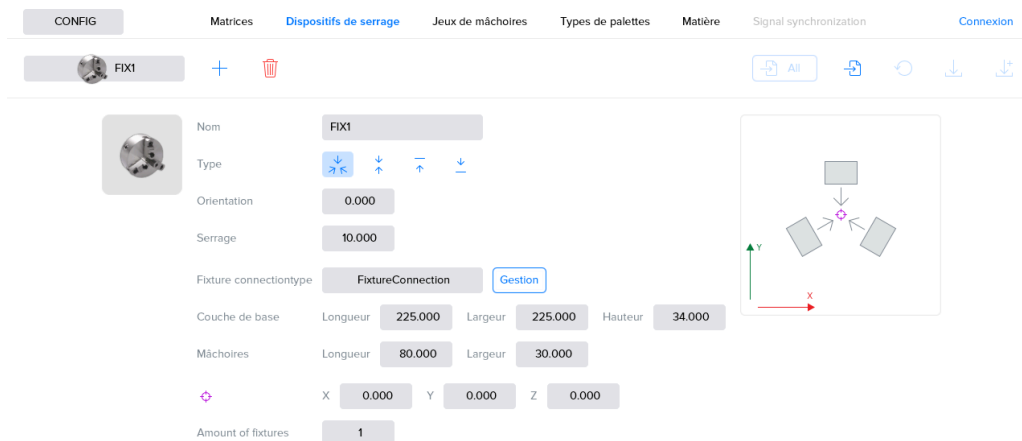 CONFIG Matrices Dispositifs de serrage Jeux de mâchoires Types de palettes Matière Signal synchronization Connexion
FIX1 All
Nom FIX1
Type
Orientation 0.000
Serrage 10.000
Fixture connectiontype FixtureConnection Gestion
Couche de base Longueur 225.000 Largeur 225.000 Hauteur 34.000
Mâchoires Longueur 80.000 Largeur 30.000
X 0.000 Y 0.000 Z 0.000
Amount of fixtures 1
Y
X